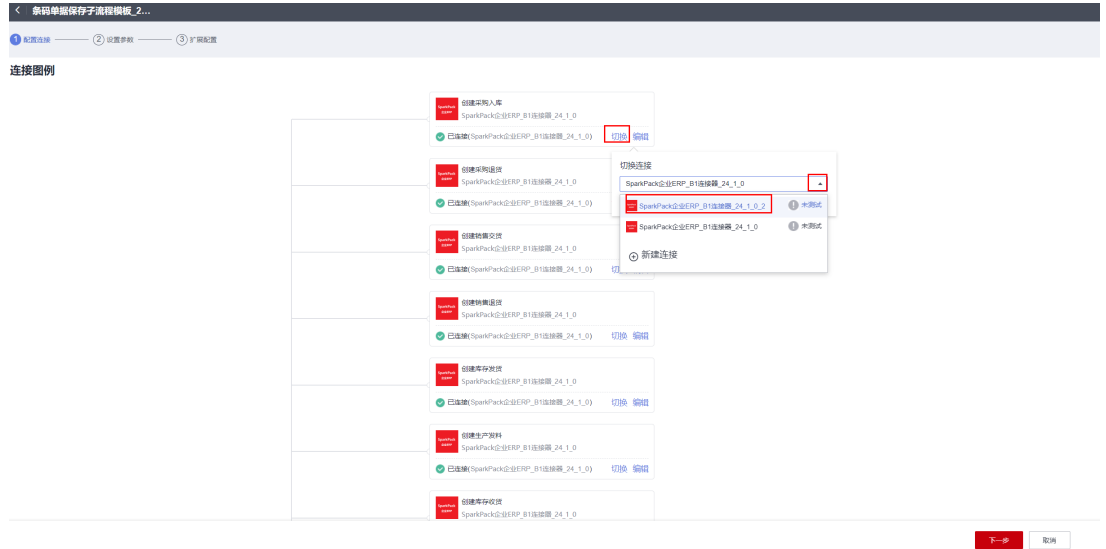 条码单据保存子流程模板_2...
1 配置连接 2 设置参数 3 扩展配置
连接图例
创建采购入库
SparkPack企业ERP_B1连接器_24_1_0
已连接(SparkPack企业ERP_B1连接器_24_1_0) 切换 编辑
切换连接
SparkPack企业ERP_B1连接器_24_1_0
SparkPack企业ERP_B1连接器_24_1_0_2 未测试
SparkPack企业ERP_B1连接器_24_1_0 未测试
新建连接
创建采购退货
SparkPack企业ERP_B1连接器_24_1_0
已连接(SparkPack企业ERP_B1连接器_24_1_0)
创建销售交货
SparkPack企业ERP_B1连接器_24_1_0
已连接(SparkPack企业ERP_B1连接器_24_1_0)
创建销售退货
SparkPack企业ERP_B1连接器_24_1_0
已连接(SparkPack企业ERP_B1连接器_24_1_0) 切换 编辑
创建库存发货
SparkPack企业ERP_B1连接器_24_1_0
已连接(SparkPack企业ERP_B1连接器_24_1_0) 切换 编辑
创建生产发料
SparkPack企业ERP_B1连接器_24_1_0
已连接(SparkPack企业ERP_B1连接器_24_1_0) 切换 编辑
创建库存收货
SparkPack企业ERP_B1连接器_24_1_0
下一步 取消